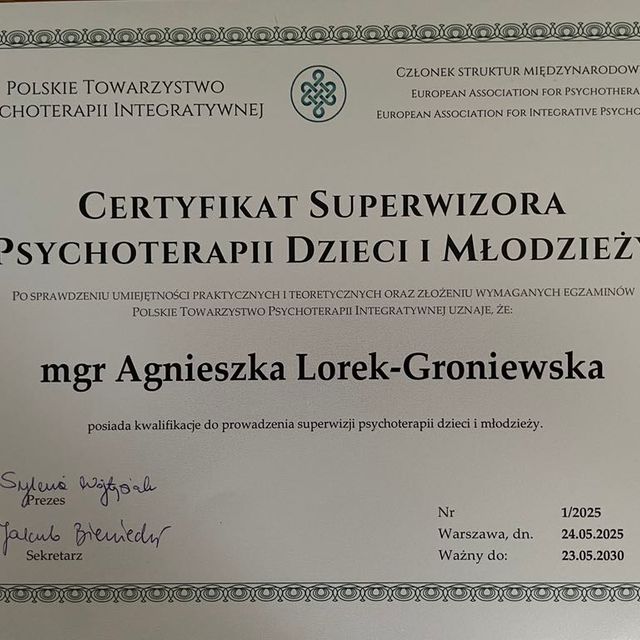 Polskie Towarzystwo
choterapii Integratywnej
Członek struktur międzynarodow
European Association for Psychothera
European Association for Integrative Psycho
Certyfikat Superwizora
Psychoterapii Dzieci i Młodzieży
Po sprawdzeniu umiejętności praktycznych i teoretycznych oraz złożeniu wymaganych egzaminów
Polskie Towarzystwo Psychoterapii Integratywnej uznaje, że:
mgr Agnieszka Lorek-Groniewska
posiada kwalifikacje do prowadzenia superwizji psychoterapii dzieci i młodzieży.
Prezes
Jakub
Sekretarz
Nr 1/2025
Warszawa, dn. 24.05.2025
Ważny do: 23.05.2030